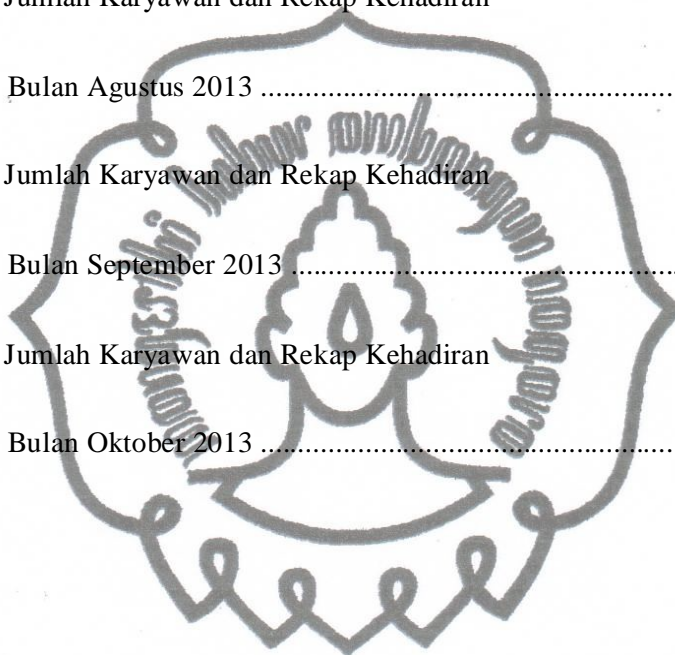 Jumlah Karyawan dan Rekap Kehadiran
Bulan Agustus 2013 ........................................................
Jumlah Karyawan dan Rekap Kehadiran
Bulan September 2013 ....................................................
Jumlah Karyawan dan Rekap Kehadiran
Bulan Oktober 2013 ........................................................